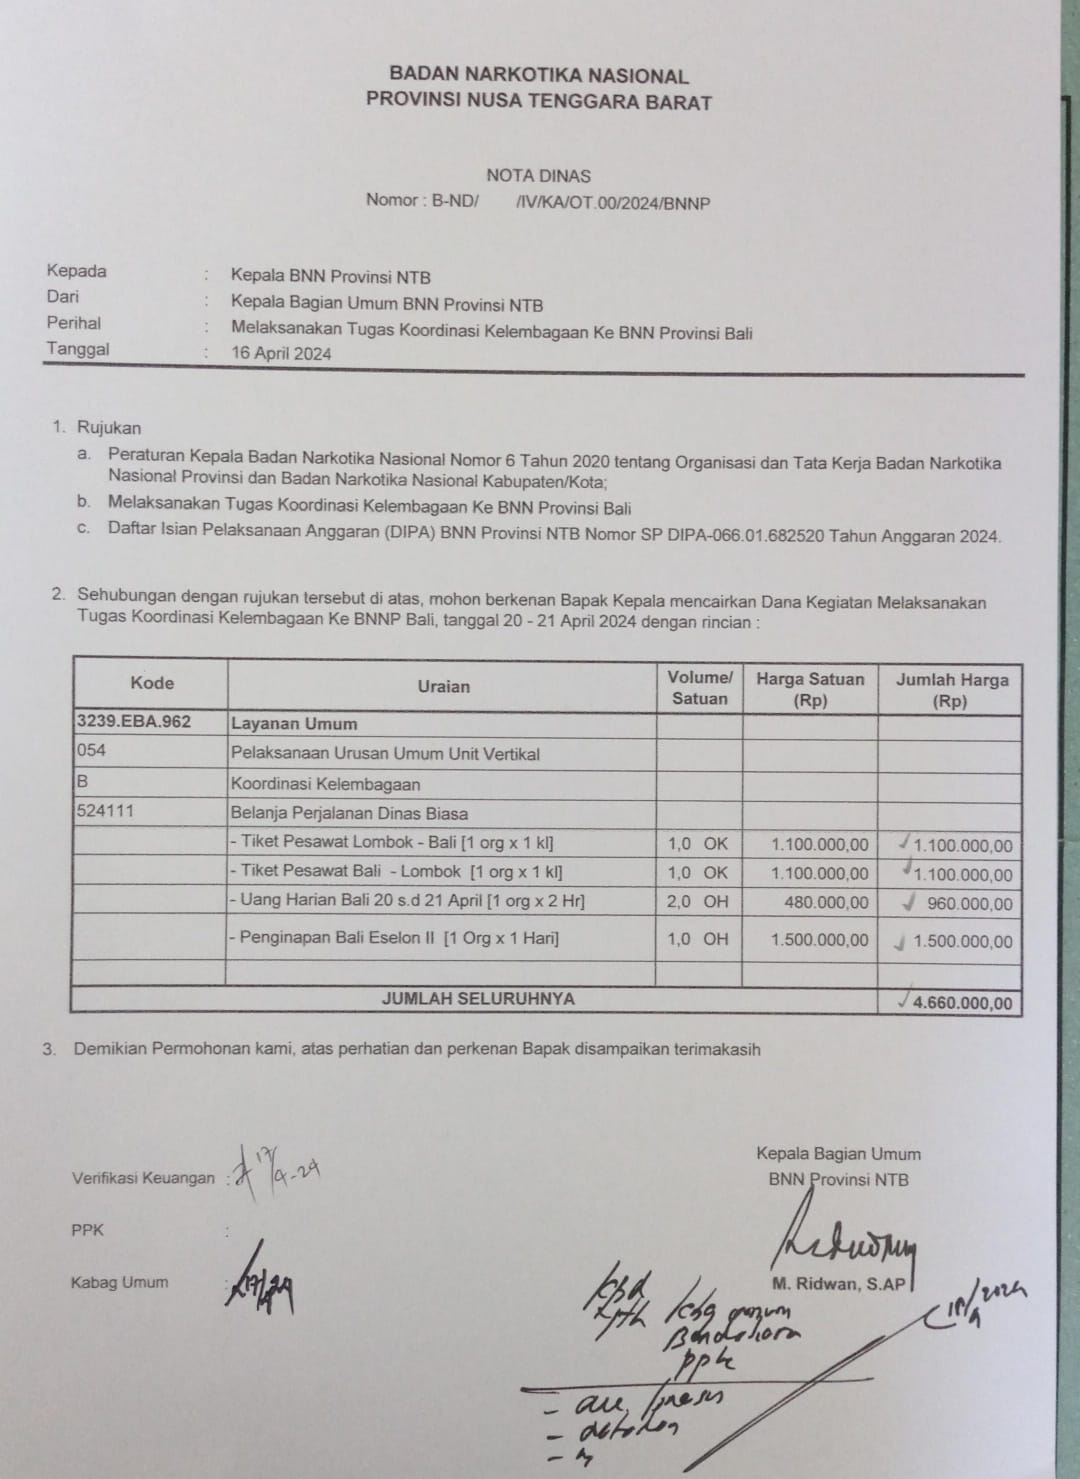 BADAN NARKOTIKA NASIONAL
PROVINSI NUSA TENGGARA BARAT
NOTA DINAS
Nomor : B-ND/ /IV/KA/OT.00/2024/BNNP
Kepada : Kepala BNN Provinsi NTB
Dari : Kepala Bagian Umum BNN Provinsi NTB
Perihal : Melaksanakan Tugas Koordinasi Kelembagaan Ke BNN Provinsi Bali
Tanggal : 16 April 2024
1. Rujukan
a. Peraturan Kepala Badan Narkotika Nasional Nomor 6 Tahun 2020 tentang Organisasi dan Tata Kerja Badan Narkotika
Nasional Provinsi dan Badan Narkotika Nasional Kabupaten/Kota;
b. Melaksanakan Tugas Koordinasi Kelembagaan Ke BNN Provinsi Bali
c. Daftar Isian Pelaksanaan Anggaran (DIPA) BNN Provinsi NTB Nomor SP DIPA-066.01.682520 Tahun Anggaran 2024.
2. Sehubungan dengan rujukan tersebut di atas, mohon berkenan Bapak Kepala mencairkan Dana Kegiatan Melaksanakan
Tugas Koordinasi Kelembagaan Ke BNNP Bali, tanggal 20 - 21 April 2024 dengan rincian :
Kode Uraian Volume/ Satuan Harga Satuan (Rp) Jumlah Harga (Rp)
3239.EBA.962 Layanan Umum
054 Pelaksanaan Urusan Umum Unit Vertikal
B Koordinasi Kelembagaan
524111 Belanja Perjalanan Dinas Biasa
- Tiket Pesawat Lombok - Bali [1 org x 1 kl] 1,0 OK 1.100.000,00 ✓ 1.100.000,00
- Tiket Pesawat Bali - Lombok [1 org x 1 kl] 1,0 OK 1.100.000,00 ✓ 1.100.000,00
- Uang Harian Bali 20 s.d 21 April [1 org x 2 Hr] 2,0 OH 480.000,00 ✓ 960.000,00
- Penginapan Bali Eselon II [1 Org x 1 Hari] 1,0 OH 1.500.000,00 ✓ 1.500.000,00
JUMLAH SELURUHNYA ✓ 4.660.000,00
3. Demikian Permohonan kami, atas perhatian dan perkenan Bapak disampaikan terimakasih
Kepala Bagian Umum
BNN Provinsi NTB
Verifikasi Keuangan : 17/4-24
PPK :
Kabag Umum : 17/4 24
M. Ridwan, S.AP
Bendahara
ppk